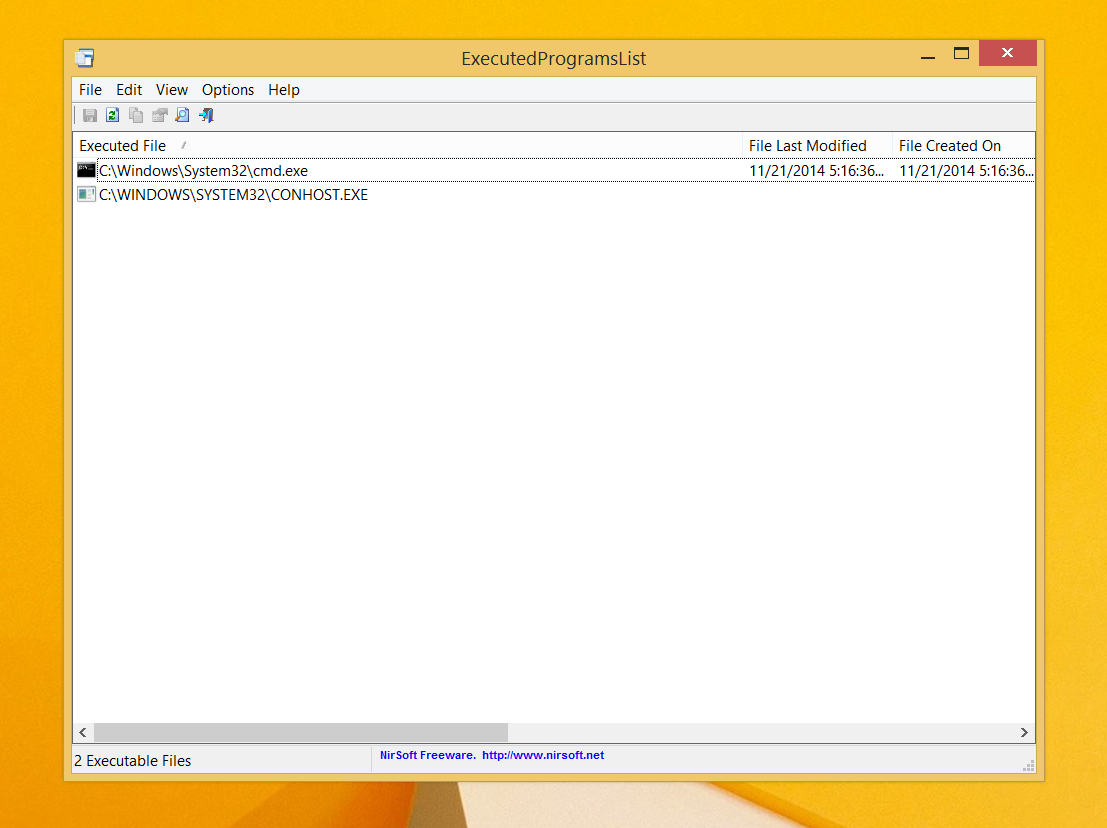 ExecutedProgramsList
File Edit View Options Help
Executed File File Last Modified File Created On
C:\Windows\System32\cmd.exe 11/21/2014 5:16:36... 11/21/2014 5:16:36...
C:\WINDOWS\SYSTEM32\CONHOST.EXE
2 Executable Files NirSoft Freeware. http://www.nirsoft.net